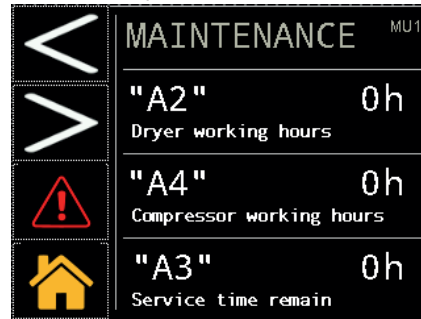 MAINTENANCE MU1
"A2" 0h
Dryer working hours
"A4" 0h
Compressor working hours
"A3" 0h
Service time remain